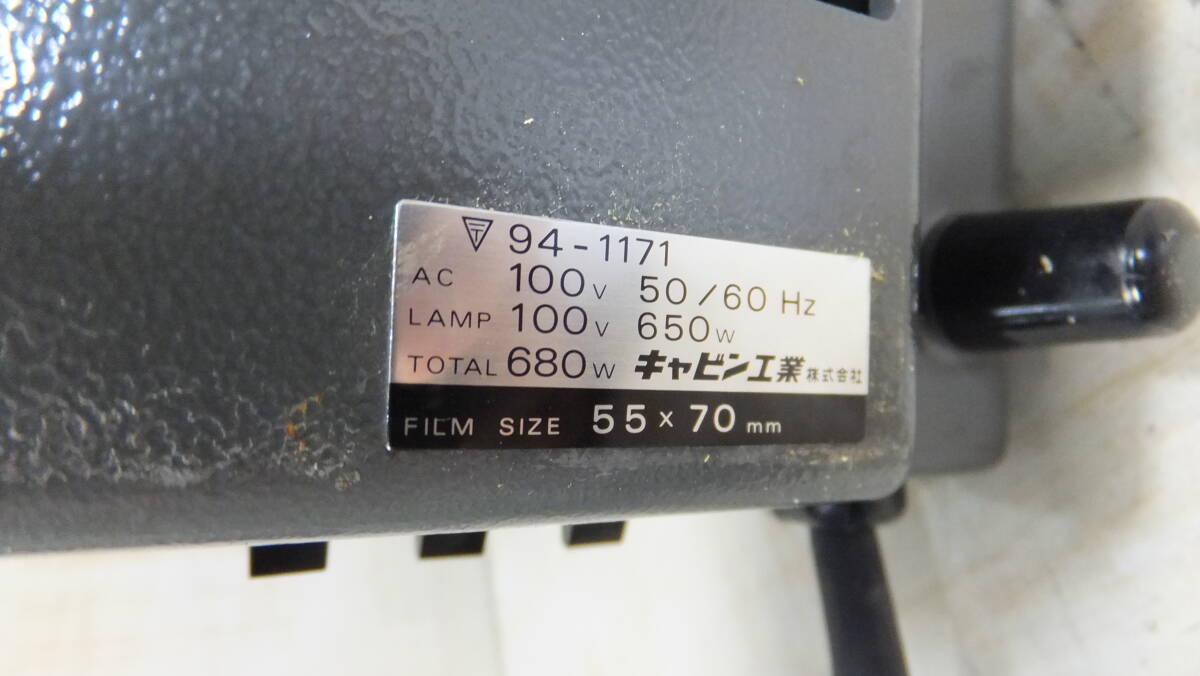 〒 94-1171
AC 100V 50/60 Hz
LAMP 100V 650W
TOTAL 680W キャビン工業株式会社
FILM SIZE 55×70mm